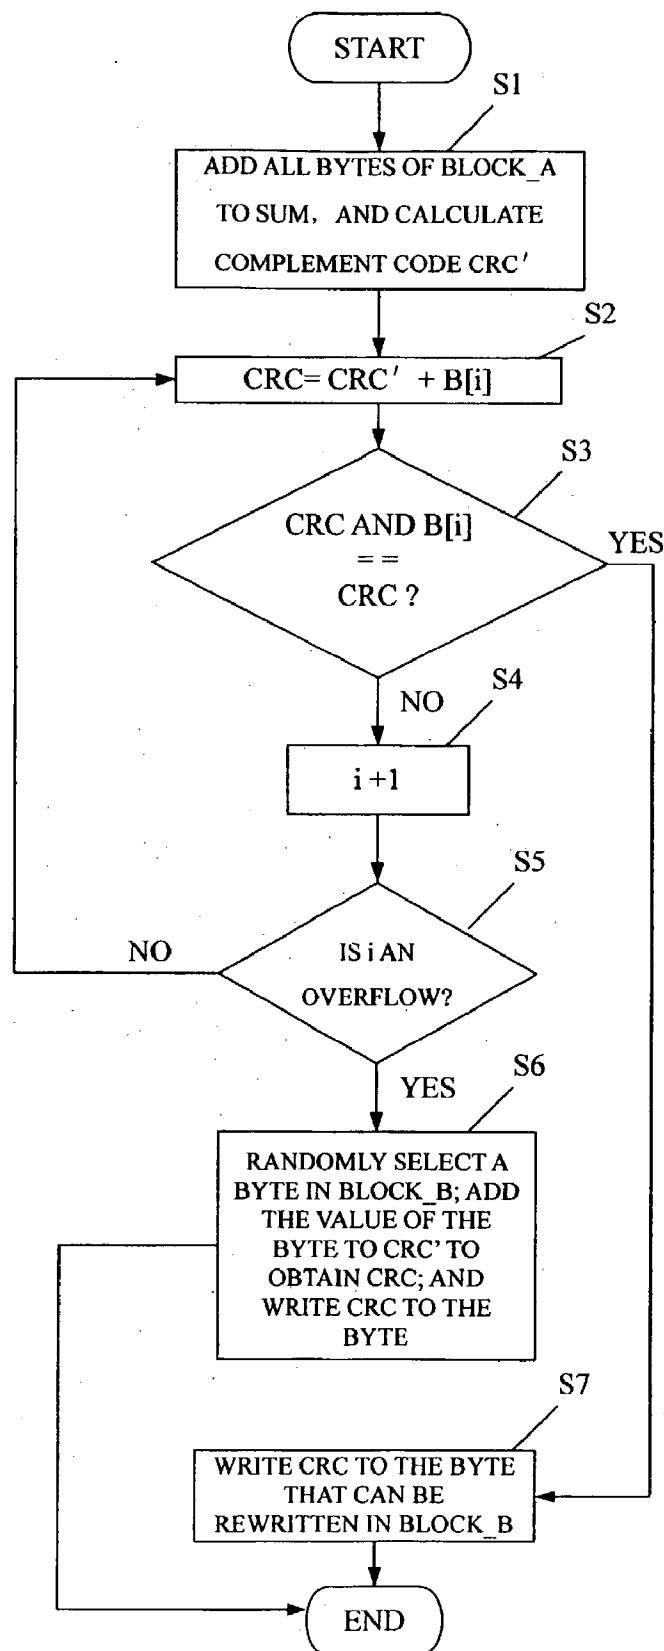 START
S1
ADD ALL BYTES OF BLOCK_A
TO SUM, AND CALCULATE
COMPLEMENT CODE CRC'
S2
CRC= CRC' + B[i]
S3
CRC AND B[i]
==
CRC ?
YES
NO
S4
i +1
S5
IS i AN
OVERFLOW?
NO
YES
S6
RANDOMLY SELECT A
BYTE IN BLOCK_B; ADD
THE VALUE OF THE
BYTE TO CRC' TO
OBTAIN CRC; AND
WRITE CRC TO THE
BYTE
S7
WRITE CRC TO THE BYTE
THAT CAN BE
REWRITTEN IN BLOCK_B
END